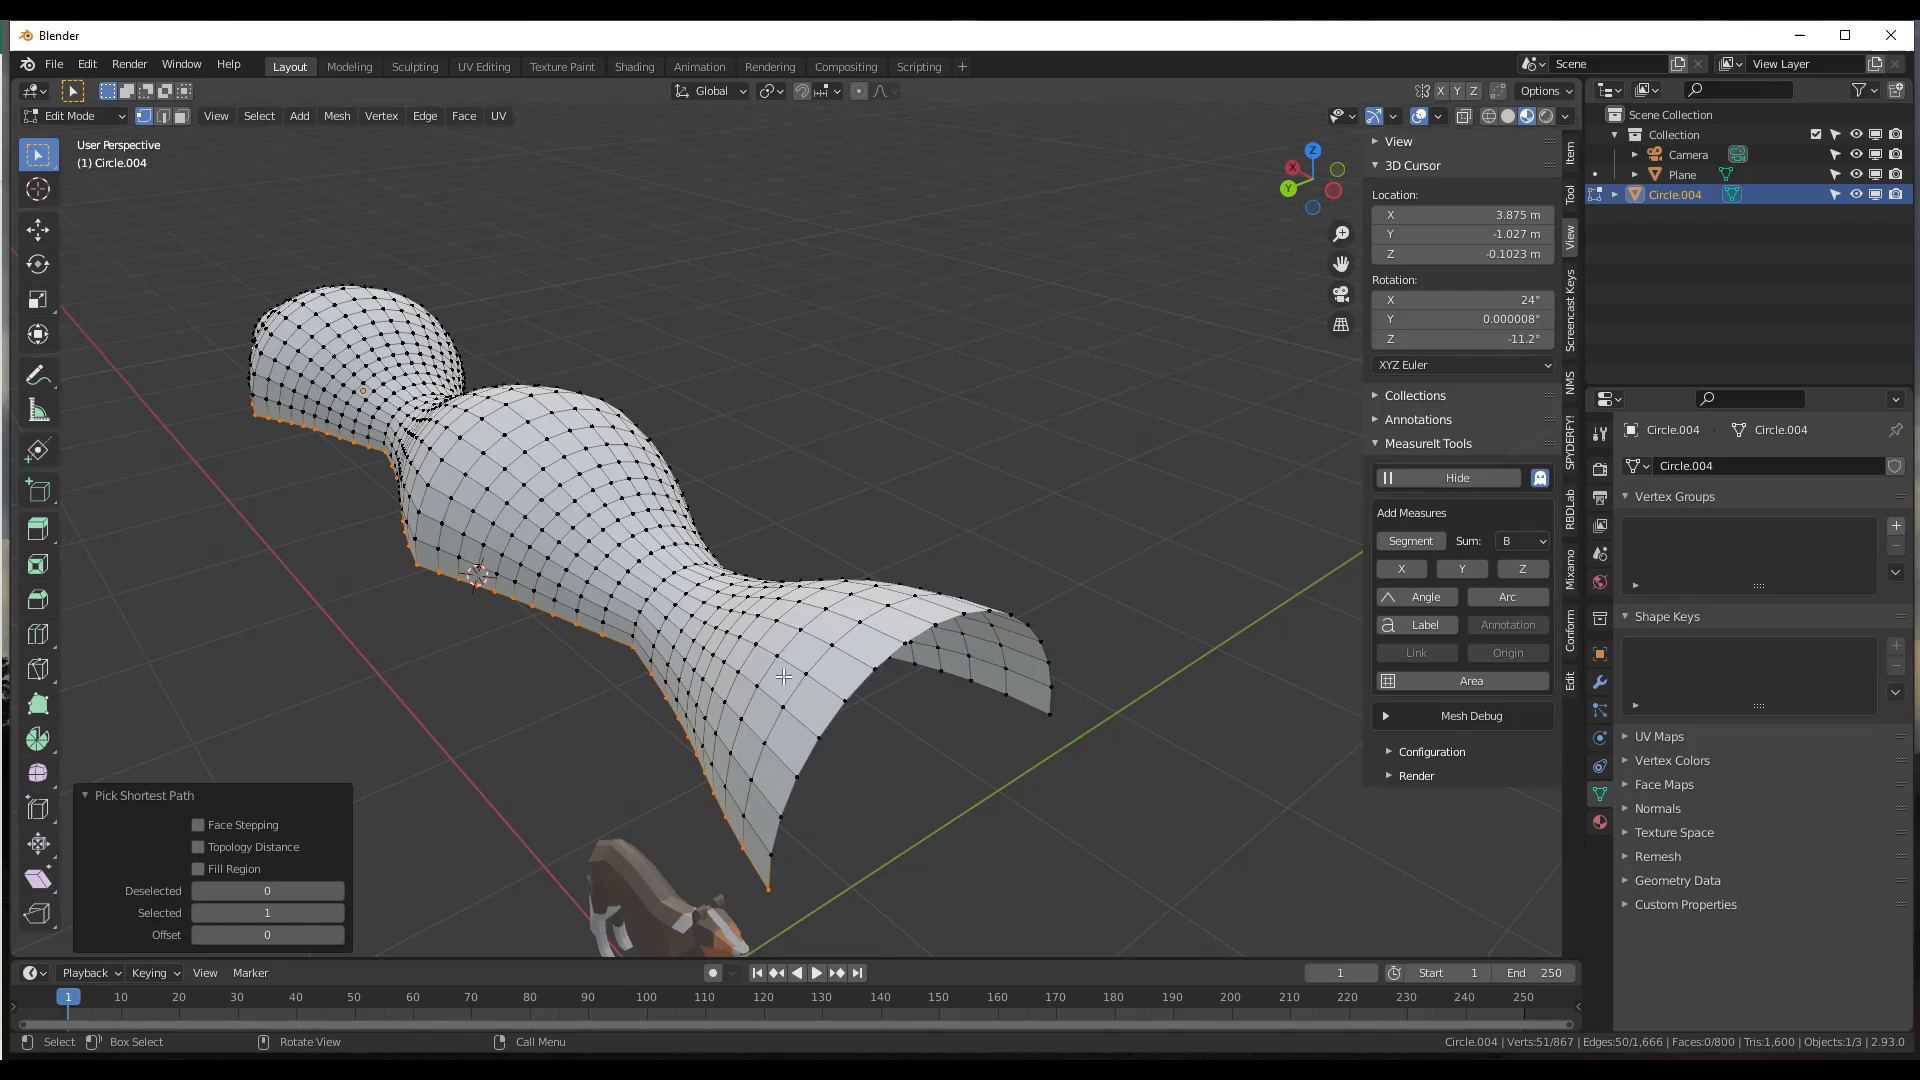 Blender
File Edit Render Window Help
Layout Modeling Sculpting UV Editing Texture Paint Shading Animation Rendering Compositing Scripting +
Scene
View Layer
Global
X Y Z
Options
Edit Mode
View Select Add Mesh Vertex Edge Face UV
User Perspective
(1) Circle.004
Z
X
Y
View
3D Cursor
Location:
X 3.875 m
Y -1.027 m
Z -0.1023 m
Rotation:
X 24°
Y 0.000008°
Z -11.2°
XYZ Euler
Collections
Annotations
MeasureIt Tools
Hide
Add Measures
Segment Sum: B
X Y Z
Angle Arc
a Label Annotation
Link Origin
Area
Mesh Debug
Configuration
Render
Item
Tool
View
Screencast Keys
NMS
SPYDERFY!
RBDLab
Mixamo
Conform
Edit
Scene Collection
Collection
Camera
Plane
Circle.004
Circle.004 Circle.004
Circle.004
Vertex Groups
Shape Keys
UV Maps
Vertex Colors
Face Maps
Normals
Texture Space
Remesh
Geometry Data
Custom Properties
Pick Shortest Path
Face Stepping
Topology Distance
Fill Region
Deselected 0
Selected 1
Offset 0
Playback Keying View Marker
1 Start 1 End 250
1 10 20 30 40 50 60 70 80 90 100 110 120 130 140 150 160 170 180 190 200 210 220 230 240 250
Select Box Select Rotate View Call Menu
Circle.004 | Verts:51/867 | Edges:50/1,666 | Faces:0/800 | Tris:1,600 | Objects:1/3 | 2.93.0